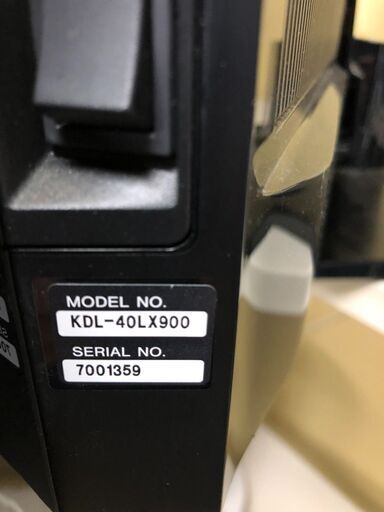 MODEL NO.
KDL-40LX900
SERIAL NO.
7001359